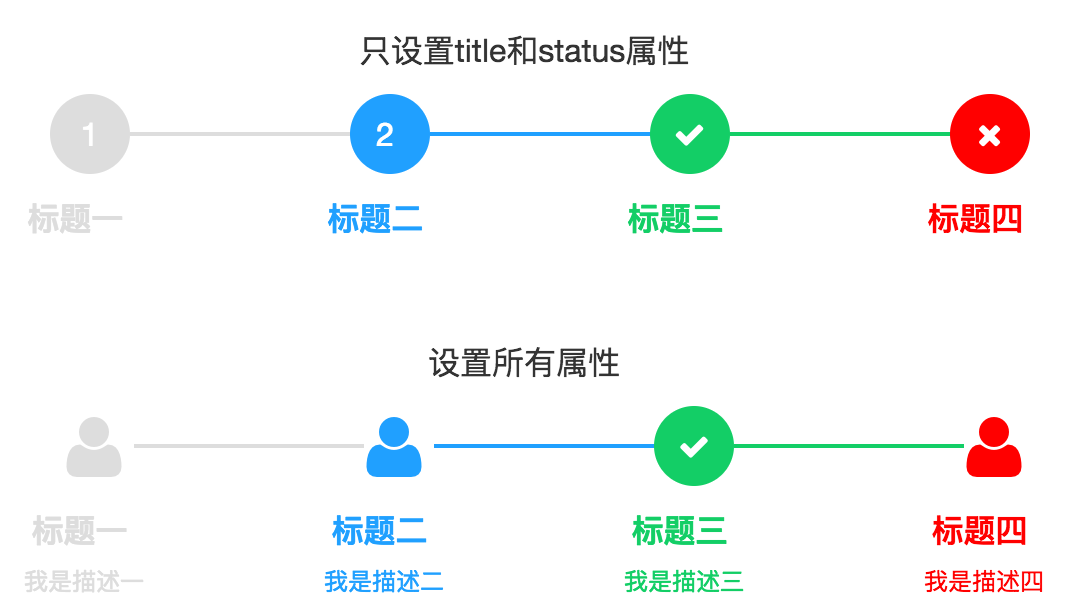 只设置title和status属性
1 2
标题一 标题二 标题三 标题四
设置所有属性
标题一 标题二 标题三 标题四
我是描述一 我是描述二 我是描述三 我是描述四